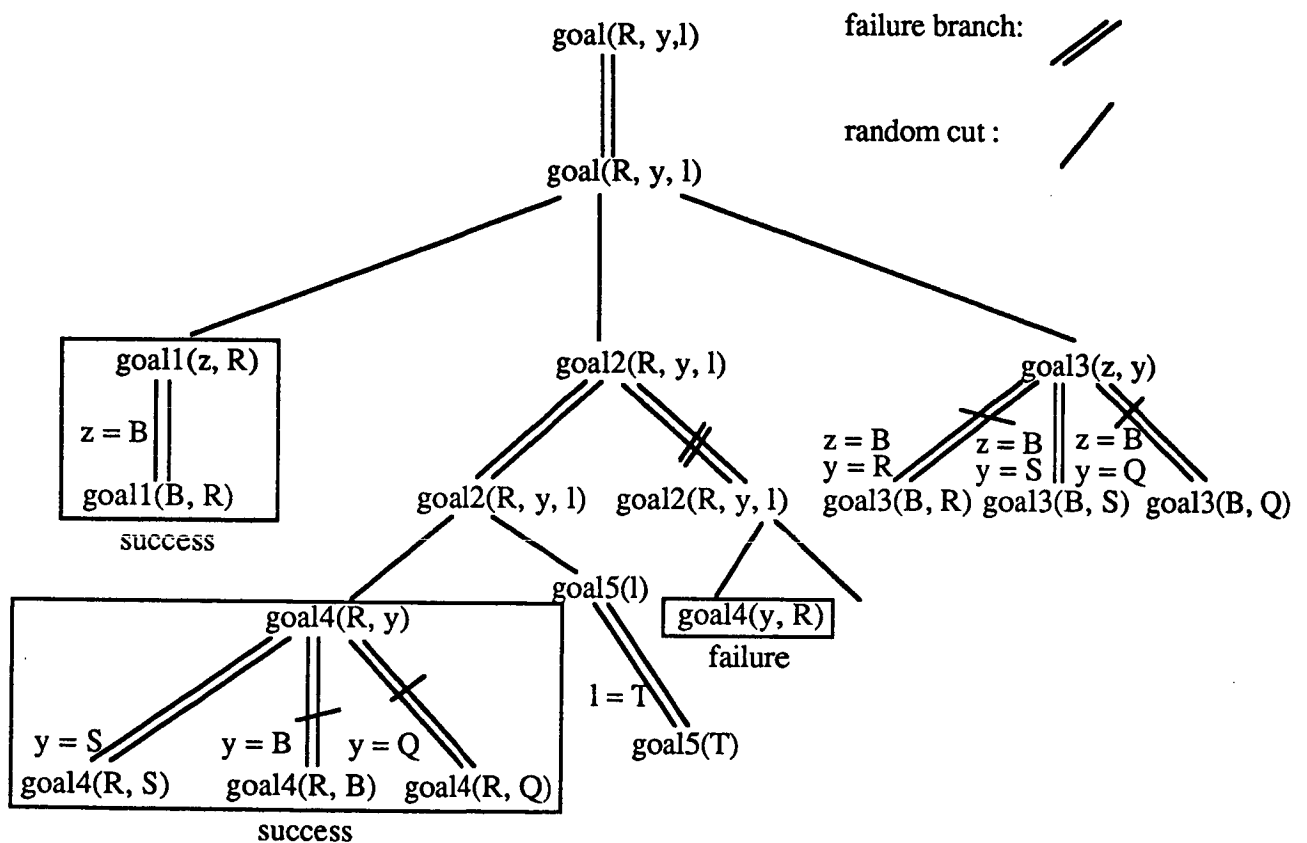 goal(R, y,l)
failure branch:
random cut :
goal(R, y, l)
goal1(z, R)
goal2(R, y, l)
goal3(z, y)
z = B
z = B
y = R
z = B
y = S
z = B
y = Q
goal1(B, R)
goal2(R, y, l)
goal2(R, y, l)
goal3(B, R)
goal3(B, S)
goal3(B, Q)
success
goal5(l)
goal4(R, y)
goal4(y, R)
failure
l = T
y = S
y = B
y = Q
goal5(T)
goal4(R, S)
goal4(R, B)
goal4(R, Q)
success